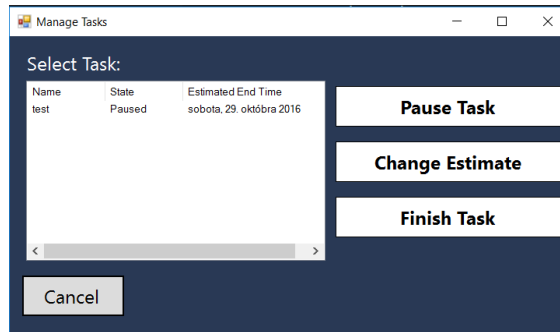 Manage Tasks
Select Task:
Name State Estimated End Time
test Paused sobota, 29. októbra 2016
Pause Task
Change Estimate
Finish Task
Cancel